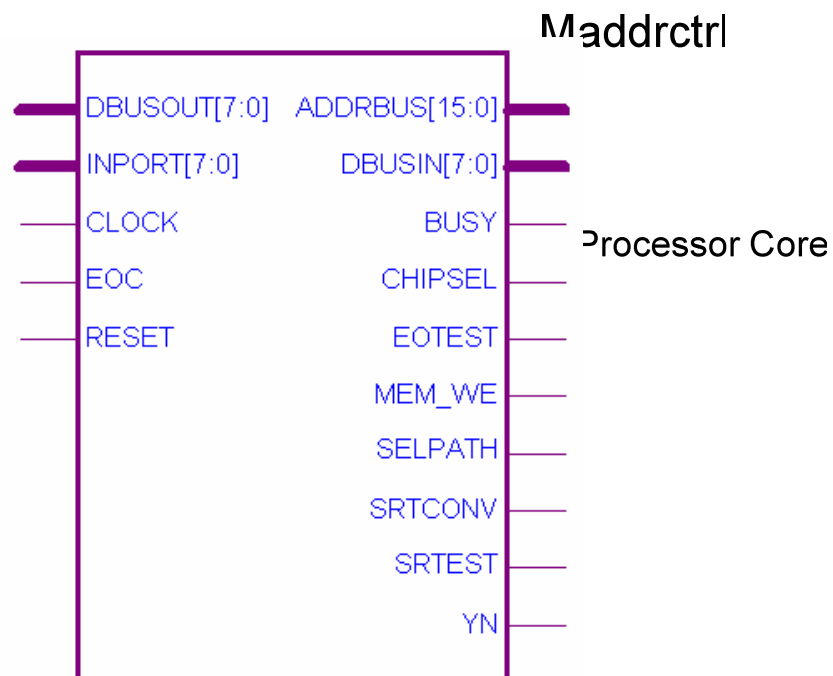 Maddrctrl
DBUSOUT[7:0] ADDRBUS[15:0]
INPORT[7:0] DBUSIN[7:0]
CLOCK BUSY
Processor Core
EOC CHIPSEL
RESET EOTEST
MEM_WE
SELPATH
SRTCONV
SRTEST
YN